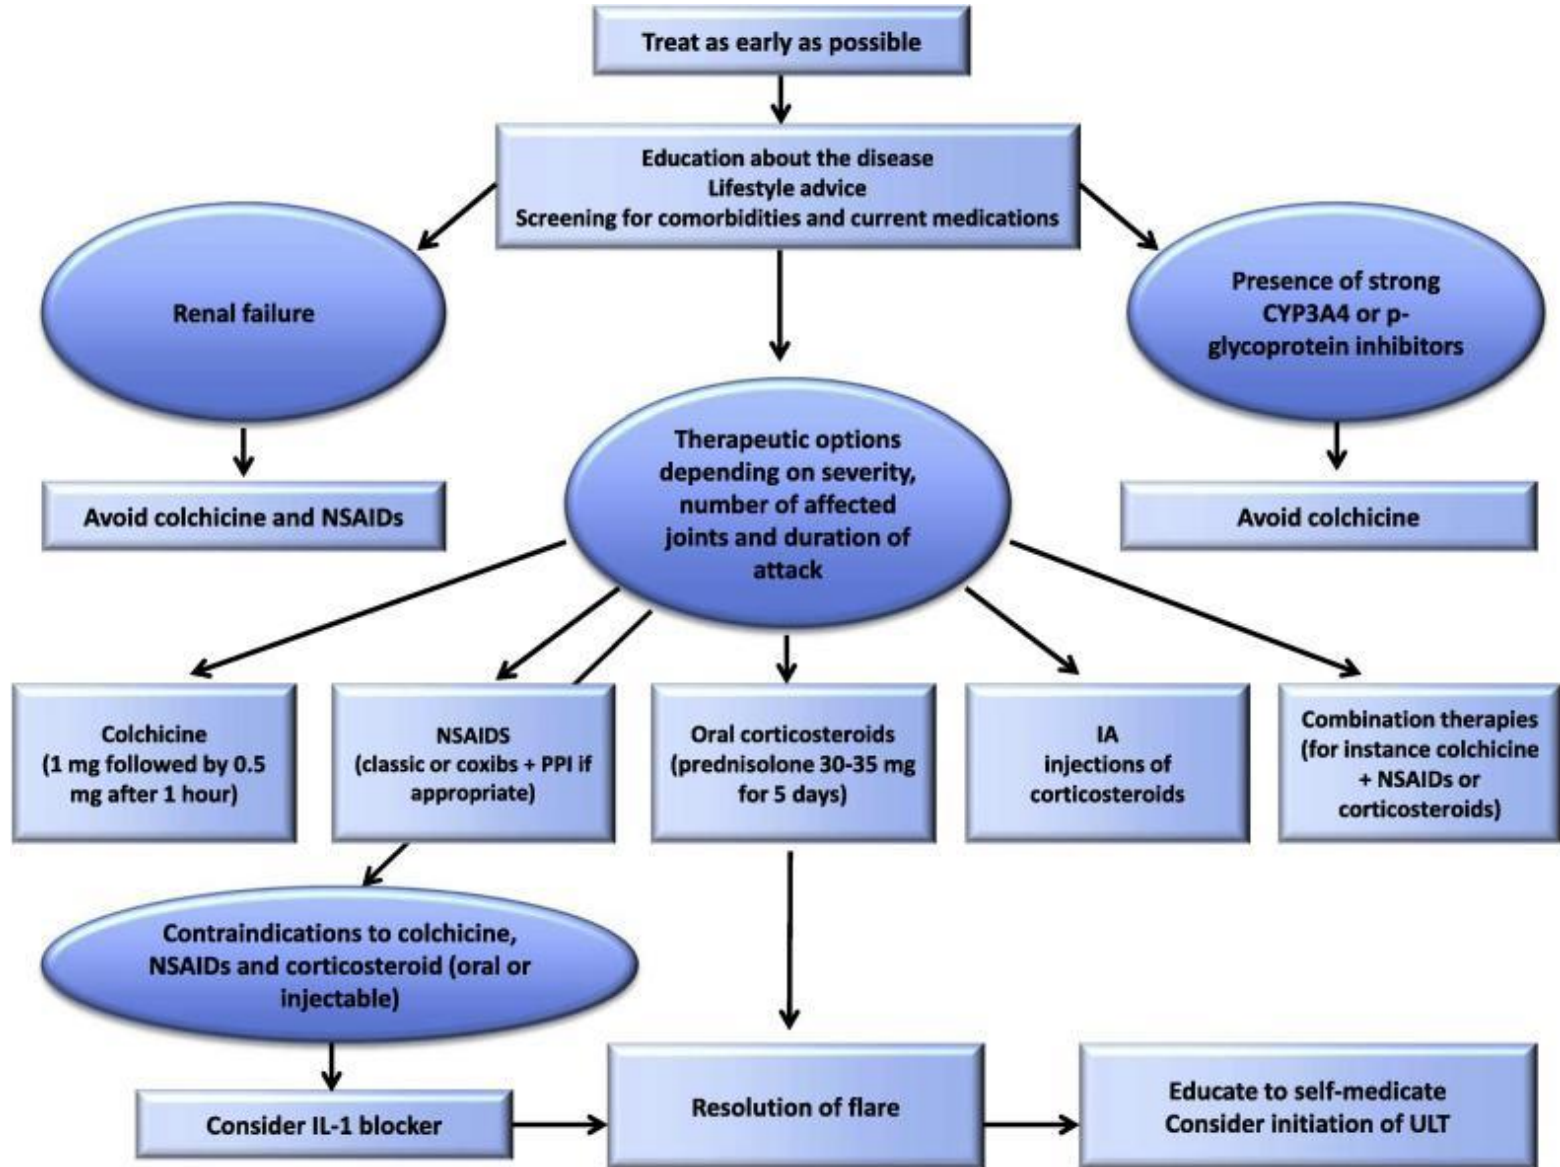 Treat as early as possible
Education about the disease
Lifestyle advice
Screening for comorbidities and current medications
Renal failure
Presence of strong
CYP3A4 or p-
glycoprotein inhibitors
Avoid colchicine and NSAIDs
Therapeutic options
depending on severity,
number of affected
joints and duration of
attack
Avoid colchicine
Colchicine
(1 mg followed by 0.5
mg after 1 hour)
NSAIDS
(classic or coxibs + PPI if
appropriate)
Oral corticosteroids
(prednisolone 30-35 mg
for 5 days)
IA
injections of
corticosteroids
Combination therapies
(for instance colchicine
+ NSAIDs or
corticosteroids)
Contraindications to colchicine,
NSAIDs and corticosteroid (oral or
injectable)
Consider IL-1 blocker
Resolution of flare
Educate to self-medicate
Consider initiation of ULT